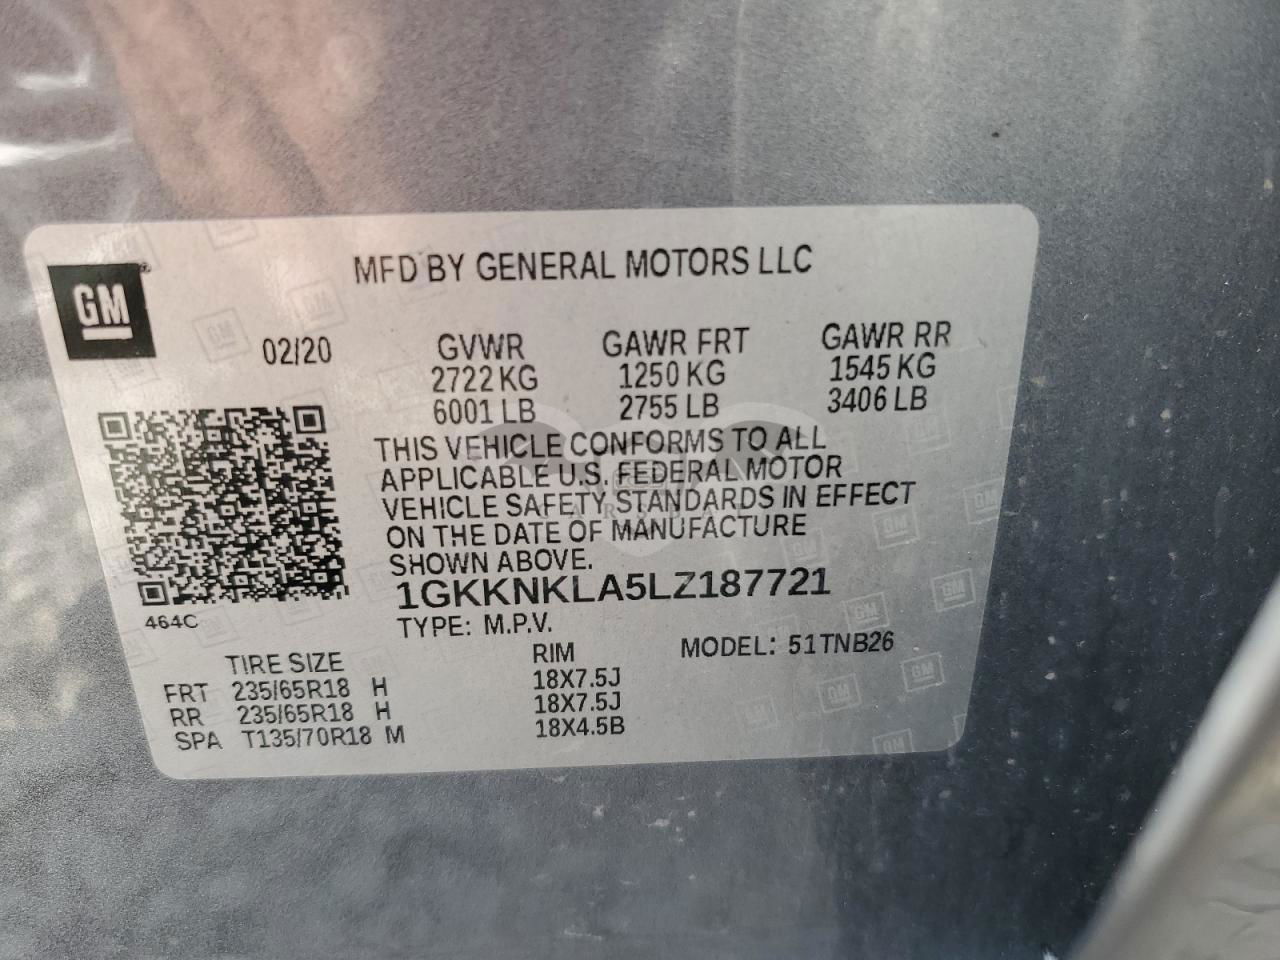 MFD BY GENERAL MOTORS LLC
GM
02/20
GVWR GAWR FRT GAWR RR
2722 KG 1250 KG 1545 KG
6001 LB 2755 LB 3406 LB
THIS VEHICLE CONFORMS TO ALL
APPLICABLE U.S. FEDERAL MOTOR
VEHICLE SAFETY STANDARDS IN EFFECT
ON THE DATE OF MANUFACTURE
SHOWN ABOVE.
1GKKNKLA5LZ187721
464C
TYPE: M.P.V.
TIRE SIZE RIM MODEL: 51TNB26
FRT 235/65R18 H 18X7.5J
RR 235/65R18 H 18X7.5J
SPA T135/70R18 M 18X4.5B